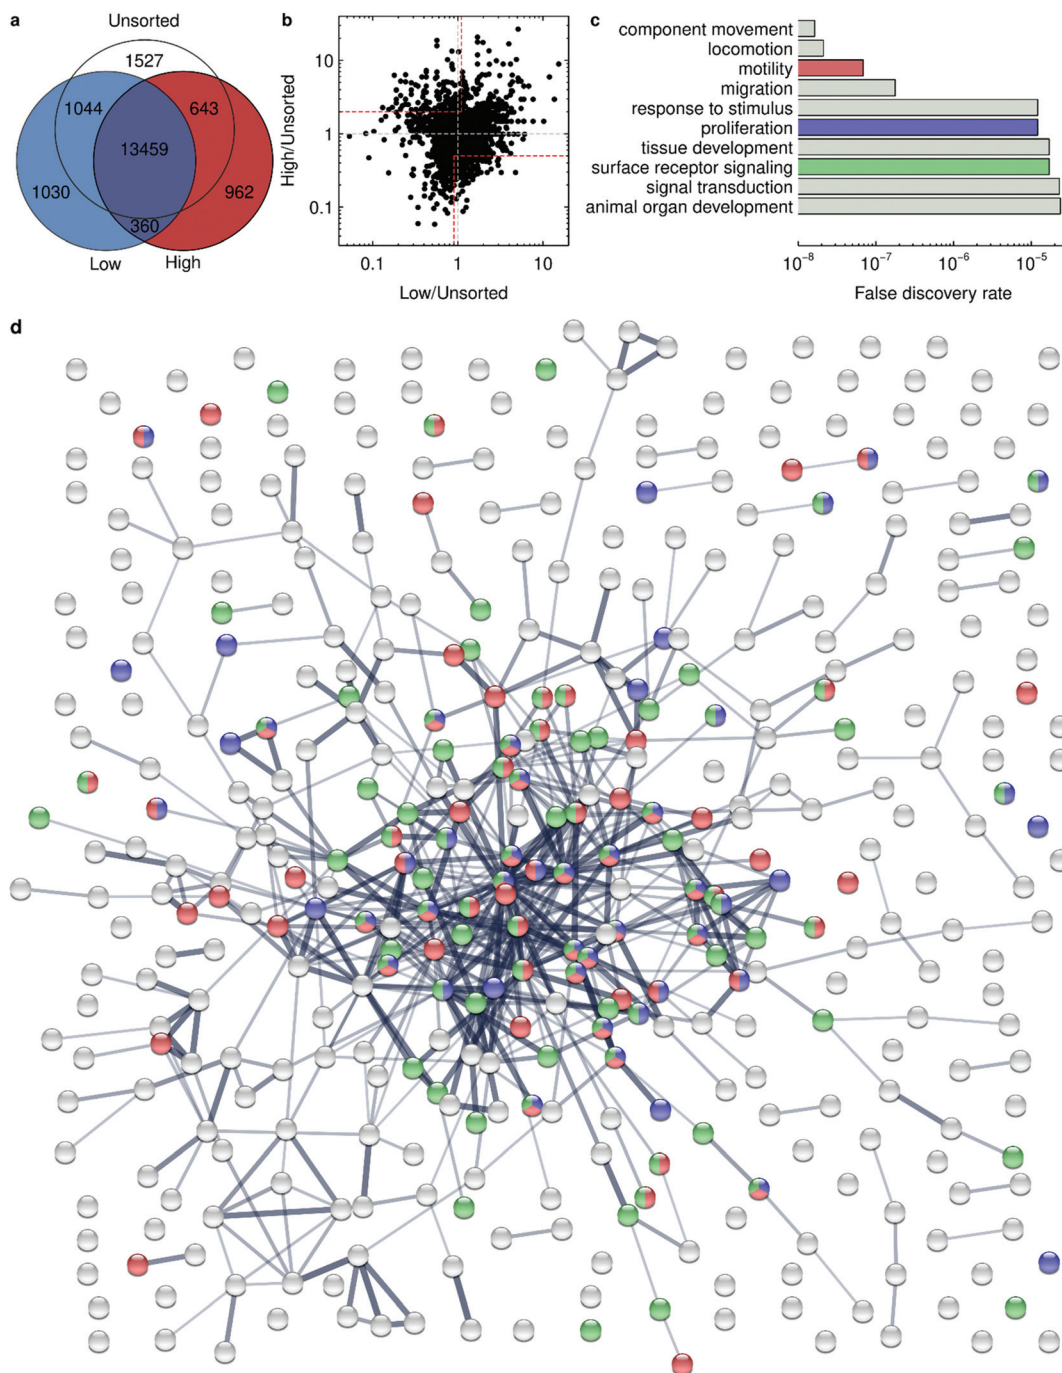 a
Unsorted
1527
1044
643
13459
1030
962
360
Low
High
b
High/Unsorted
10
1
0.1
0.1
1
10
Low/Unsorted
c
component movement
locomotion
motility
migration
response to stimulus
proliferation
tissue development
surface receptor signaling
signal transduction
animal organ development
10⁻⁸
10⁻⁷
10⁻⁶
10⁻⁵
False discovery rate
d